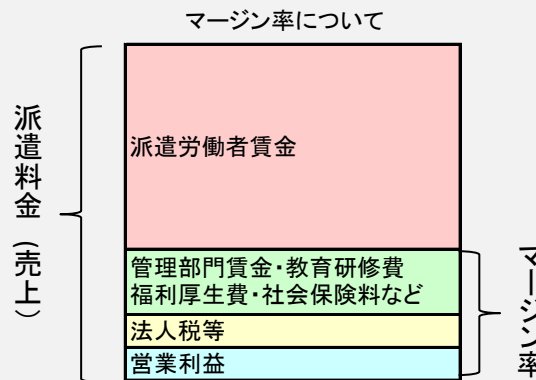 マージン率について
派遣料金（売上）
派遣労働者賃金
管理部門賃金・教育研修費
福利厚生費・社会保険料など
法人税等
営業利益
マージン率